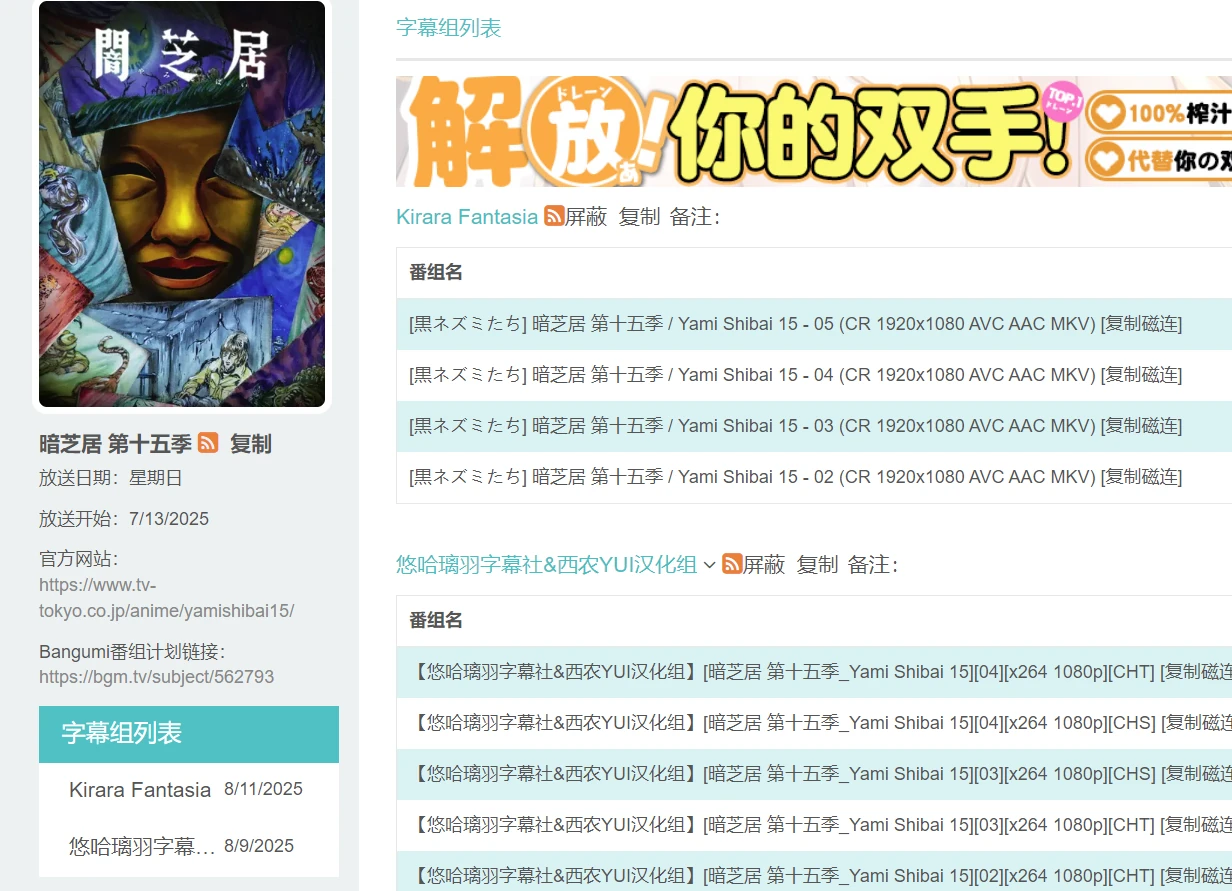 闇芝居
やみしばい
暗芝居 第十五季 复制
放送日期：星期日
放送开始：7/13/2025
官方网站：
https://www.tv-
tokyo.co.jp/anime/yamishibai15/
Bangumi番组计划链接：
https://bgm.tv/subject/562793
字幕组列表
Kirara Fantasia 8/11/2025
悠哈璃羽字幕… 8/9/2025
字幕组列表
解放！你的双手！
ドレーン
あ
TOP.1
ドレーン
100%榨汁
代替你の双
Kirara Fantasia 屏蔽 复制 备注：
番组名
[黒ネズミたち] 暗芝居 第十五季 / Yami Shibai 15 - 05 (CR 1920x1080 AVC AAC MKV) [复制磁连]
[黒ネズミたち] 暗芝居 第十五季 / Yami Shibai 15 - 04 (CR 1920x1080 AVC AAC MKV) [复制磁连]
[黒ネズミたち] 暗芝居 第十五季 / Yami Shibai 15 - 03 (CR 1920x1080 AVC AAC MKV) [复制磁连]
[黒ネズミたち] 暗芝居 第十五季 / Yami Shibai 15 - 02 (CR 1920x1080 AVC AAC MKV) [复制磁连]
悠哈璃羽字幕社&西农YUI汉化组 屏蔽 复制 备注：
番组名
【悠哈璃羽字幕社&西农YUI汉化组】[暗芝居 第十五季_Yami Shibai 15][04][x264 1080p][CHT] [复制磁连
【悠哈璃羽字幕社&西农YUI汉化组】[暗芝居 第十五季_Yami Shibai 15][04][x264 1080p][CHS] [复制磁连
【悠哈璃羽字幕社&西农YUI汉化组】[暗芝居 第十五季_Yami Shibai 15][03][x264 1080p][CHS] [复制磁连
【悠哈璃羽字幕社&西农YUI汉化组】[暗芝居 第十五季_Yami Shibai 15][03][x264 1080p][CHT] [复制磁连
【悠哈璃羽字幕社&西农YUI汉化组】[暗芝居 第十五季_Yami Shibai 15][02][x264 1080p][CHT] [复制磁连